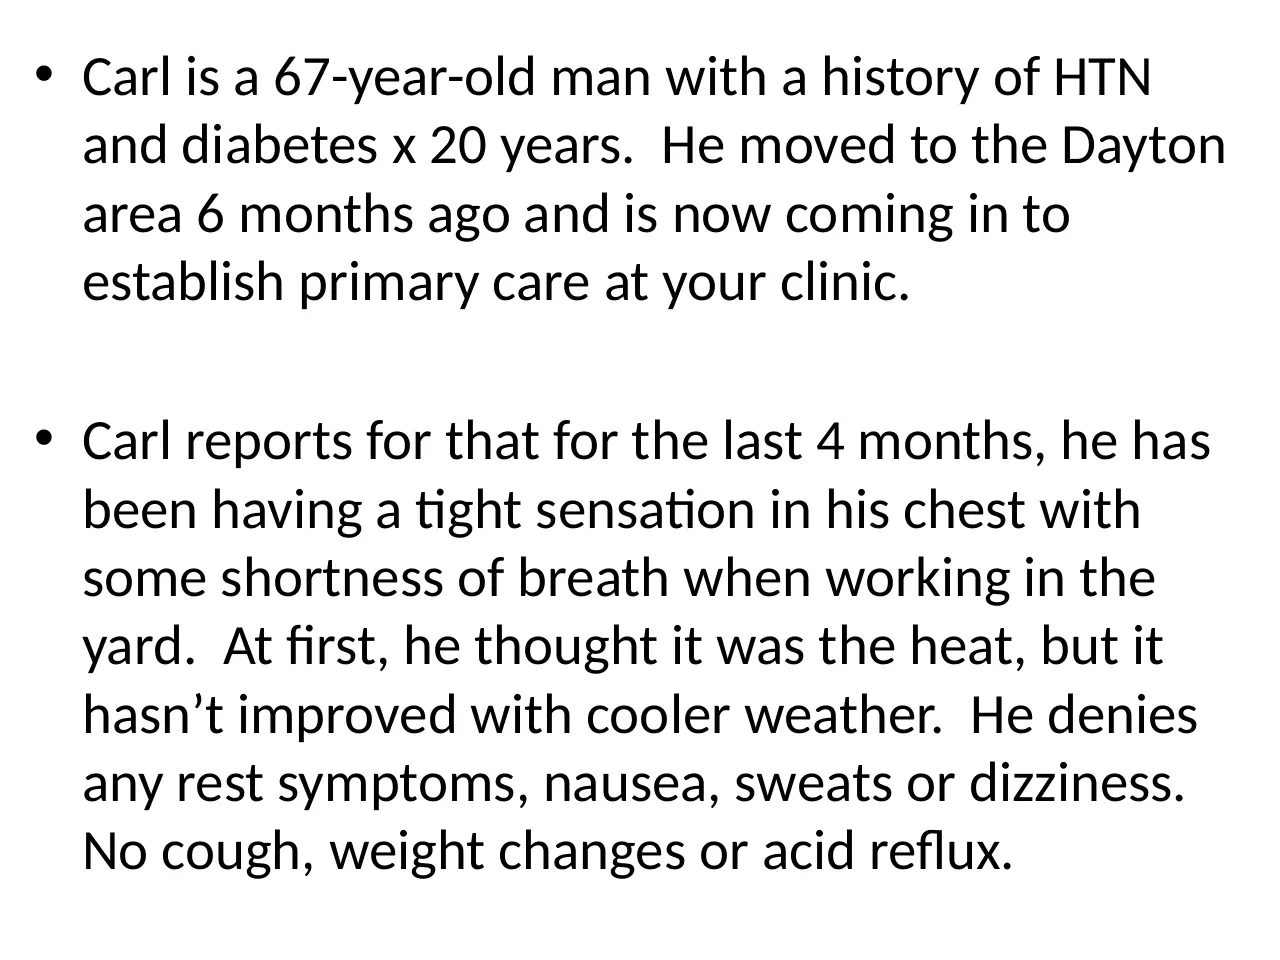 • Carl is a 67-year-old man with a history of HTN
and diabetes x 20 years.  He moved to the Dayton
area 6 months ago and is now coming in to
establish primary care at your clinic.
• Carl reports for that for the last 4 months, he has
been having a tight sensation in his chest with
some shortness of breath when working in the
yard.  At first, he thought it was the heat, but it
hasn’t improved with cooler weather.  He denies
any rest symptoms, nausea, sweats or dizziness.
No cough, weight changes or acid reflux.